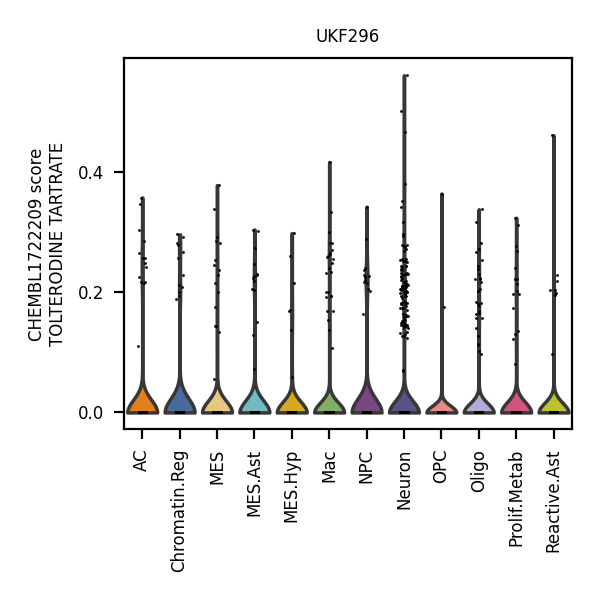 UKF296
CHEMBL1722209 score
TOLTERODINE TARTRATE
0.4
0.2
0.0
AC
Chromatin.Reg
MES
MES.Ast
MES.Hyp
Mac
NPC
Neuron
OPC
Oligo
Prolif.Metab
Reactive.Ast